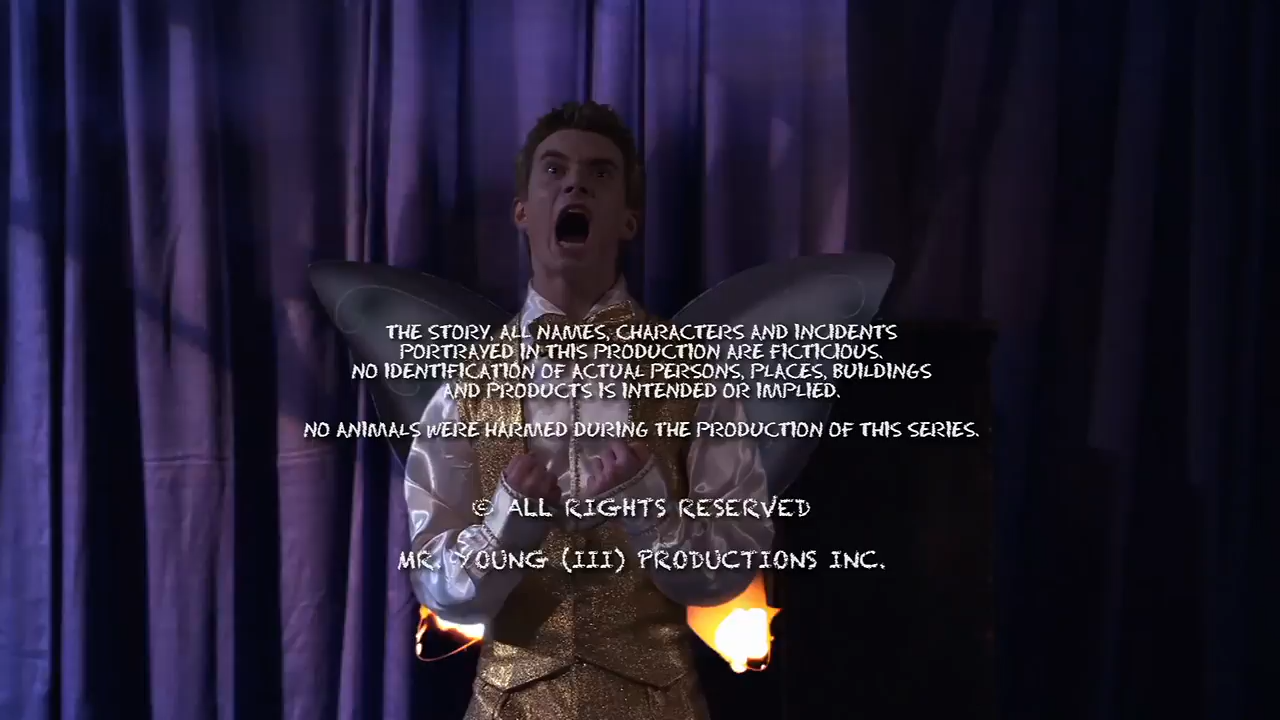 THE STORY, ALL NAMES, CHARACTERS AND INCIDENTS
PORTRAYED IN THIS PRODUCTION ARE FICTICIOUS.
NO IDENTIFICATION OF ACTUAL PERSONS, PLACES, BUILDINGS
AND PRODUCTS IS INTENDED OR IMPLIED.
NO ANIMALS WERE HARMED DURING THE PRODUCTION OF THIS SERIES.
© ALL RIGHTS RESERVED
MR. YOUNG (III) PRODUCTIONS INC.